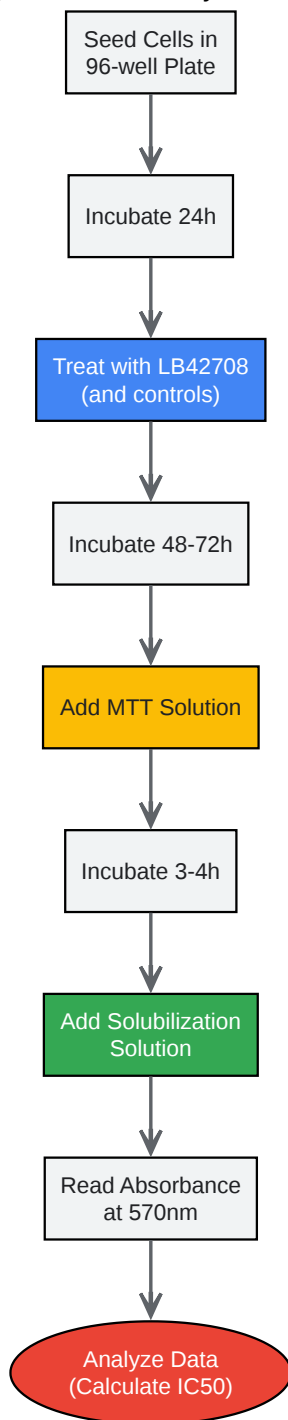 Seed Cells in
96-well Plate
Incubate 24h
Treat with LB42708
(and controls)
Incubate 48-72h
Add MTT Solution
Incubate 3-4h
Add Solubilization
Solution
Read Absorbance
at 570nm
Analyze Data
(Calculate IC50)